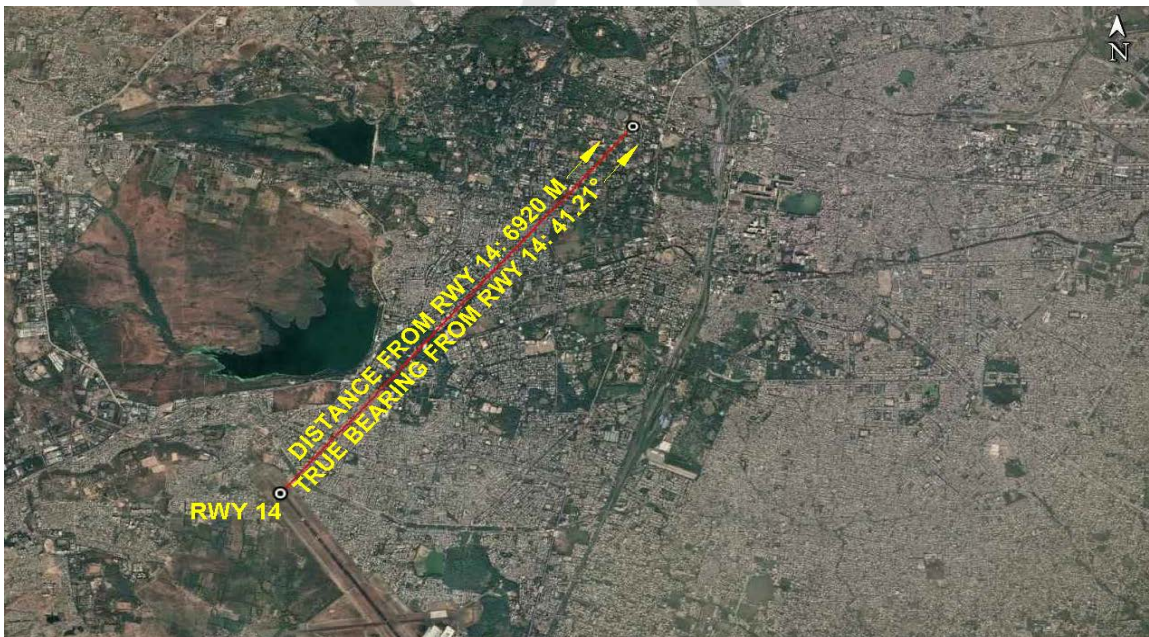 N
DISTANCE FROM RWY 14: 6920 M
TRUE BEARING FROM RWY 14: 41.21°
RWY 14